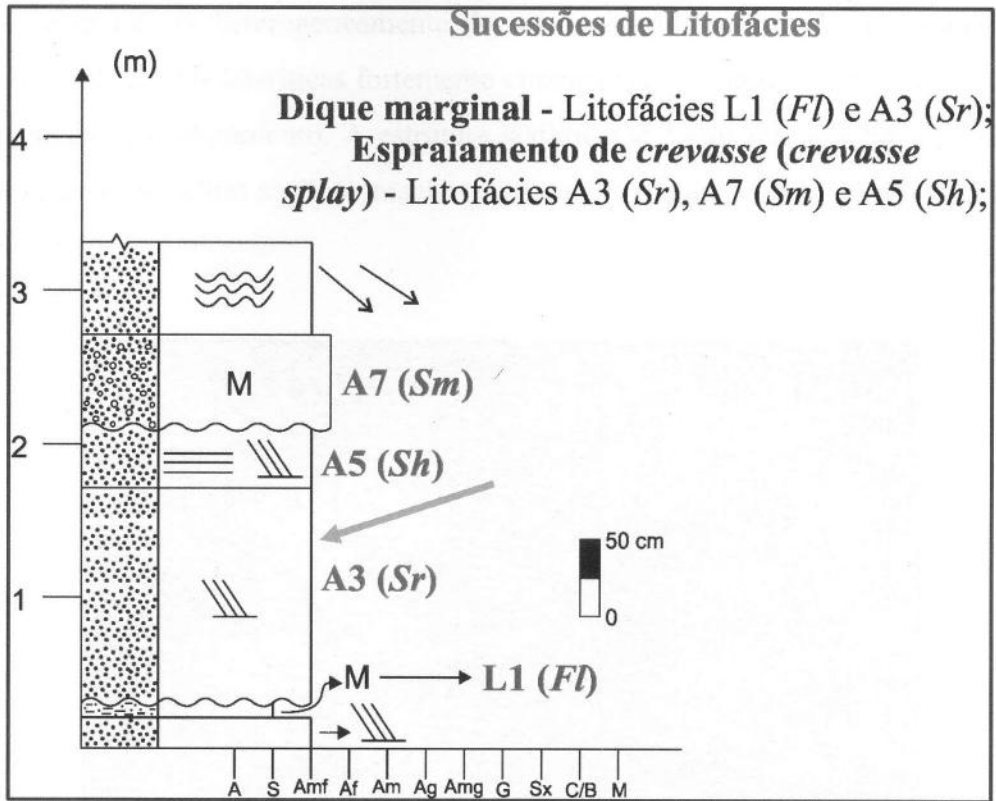 Sucessões de Litofácies
(m)
Dique marginal - Litofácies L1 (Fl) e A3 (Sr);
Espraiamento de crevasse (crevasse
splay) - Litofácies A3 (Sr), A7 (Sm) e A5 (Sh);
4
3
M
A7 (Sm)
2
A5 (Sh)
50 cm
A3 (Sr)
1
0
M
L1 (Fl)
A S Amf Af Am Ag Amg G Sx C/B M